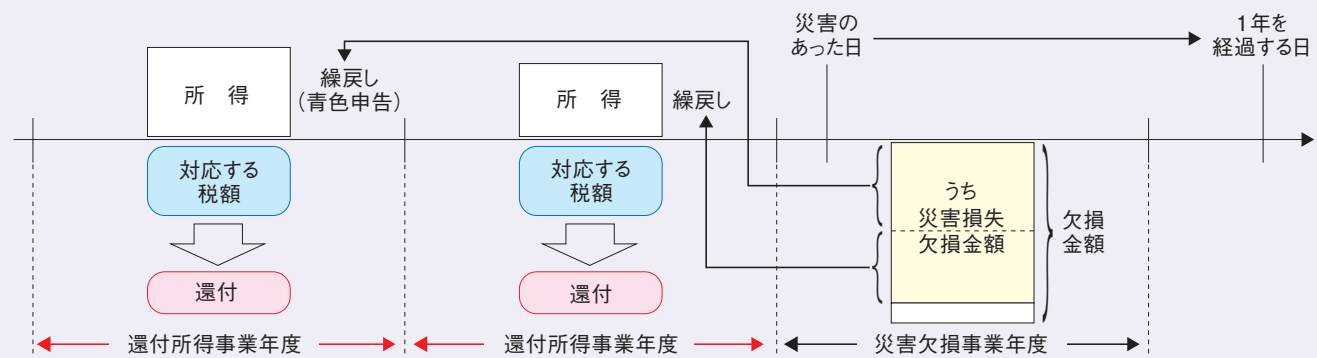 災害の
あった日
1年を
経過する日
所 得
繰戻し
(青色申告)
所 得
繰戻し
対応する
税額
対応する
税額
うち
災害損失
欠損金額
欠損
金額
還付
還付
還付所得事業年度
還付所得事業年度
災害欠損事業年度